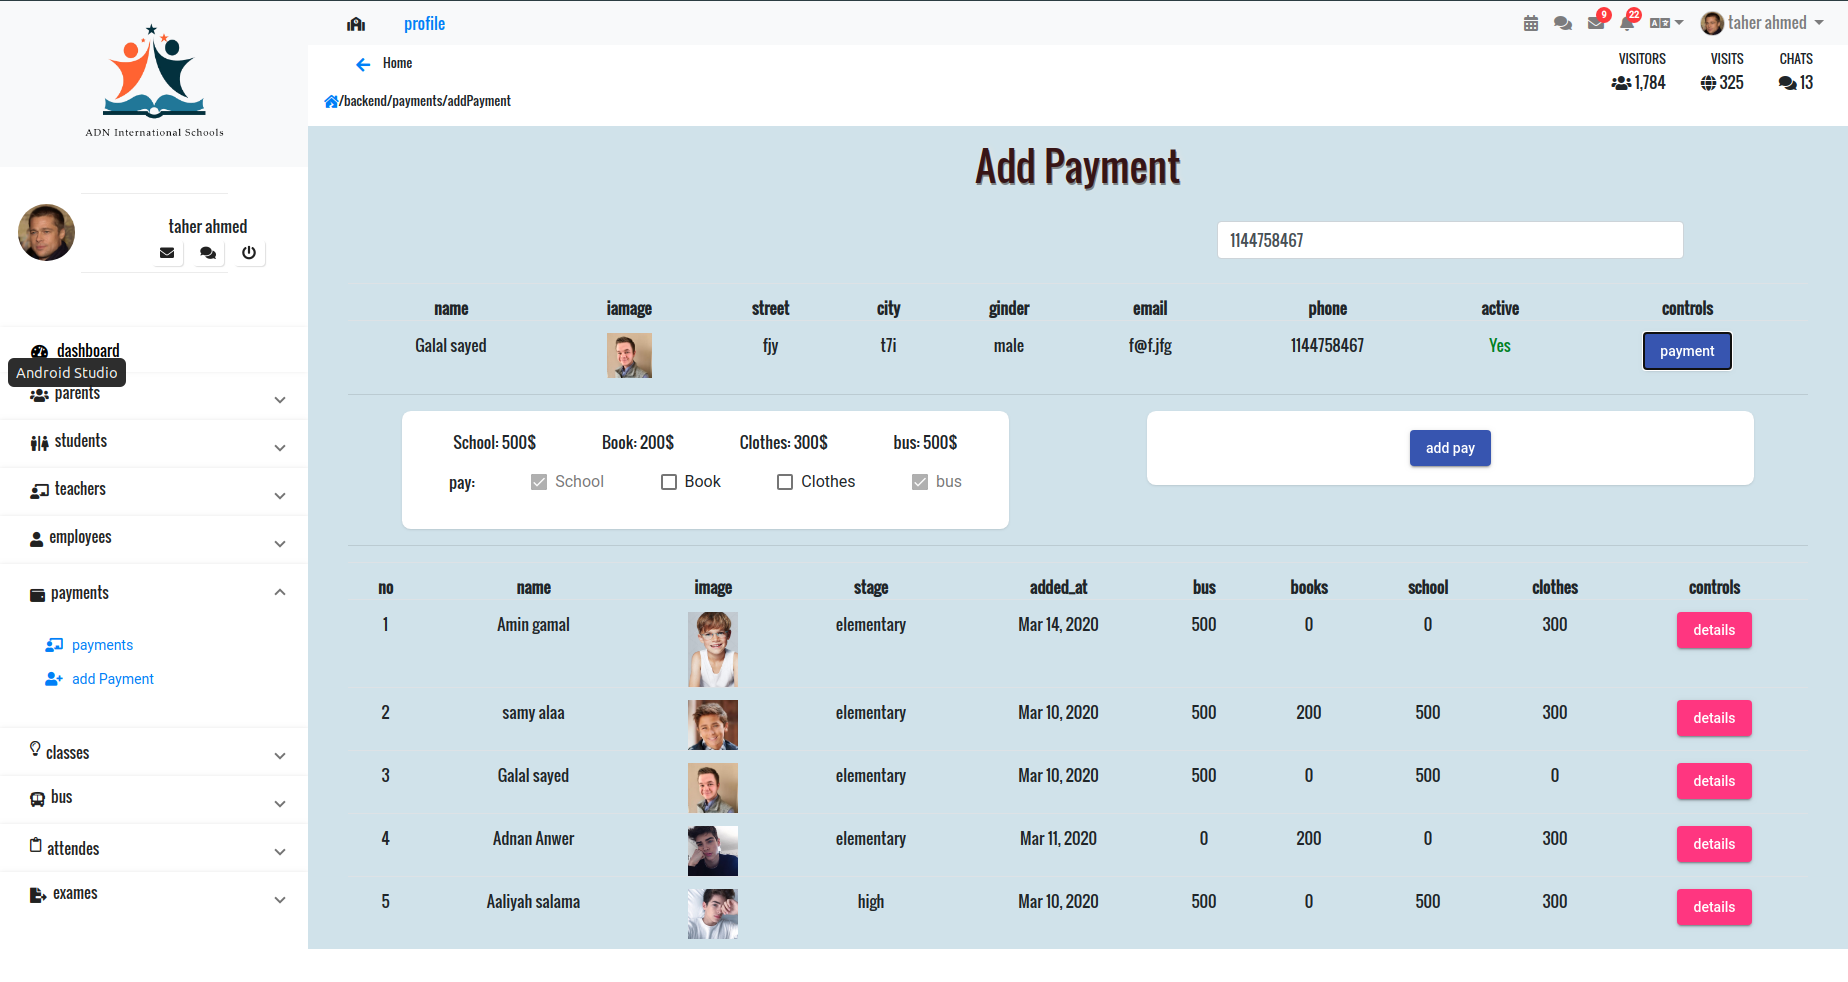 ADN International Schools
profile
9
22
taher ahmed
Home
VISITORS VISITS CHATS
1,784 325 13
/backend/payments/addPayment
taher ahmed
dashboard
Android Studio
parents
students
teachers
employees
payments
payments
add Payment
classes
bus
attendes
exames
Add Payment
1144758467
name iamage street city ginder email phone active controls
Galal sayed fjy t7i male f@f.jfg 1144758467 Yes payment
School: 500$ Book: 200$ Clothes: 300$ bus: 500$
pay: School Book Clothes bus
add pay
no name image stage added_at bus books school clothes controls
1 Amin gamal elementary Mar 14, 2020 500 0 0 300 details
2 samy alaa elementary Mar 10, 2020 500 200 500 300 details
3 Galal sayed elementary Mar 10, 2020 500 0 500 0 details
4 Adnan Anwer elementary Mar 11, 2020 0 200 0 300 details
5 Aaliyah salama high Mar 10, 2020 500 0 500 300 details